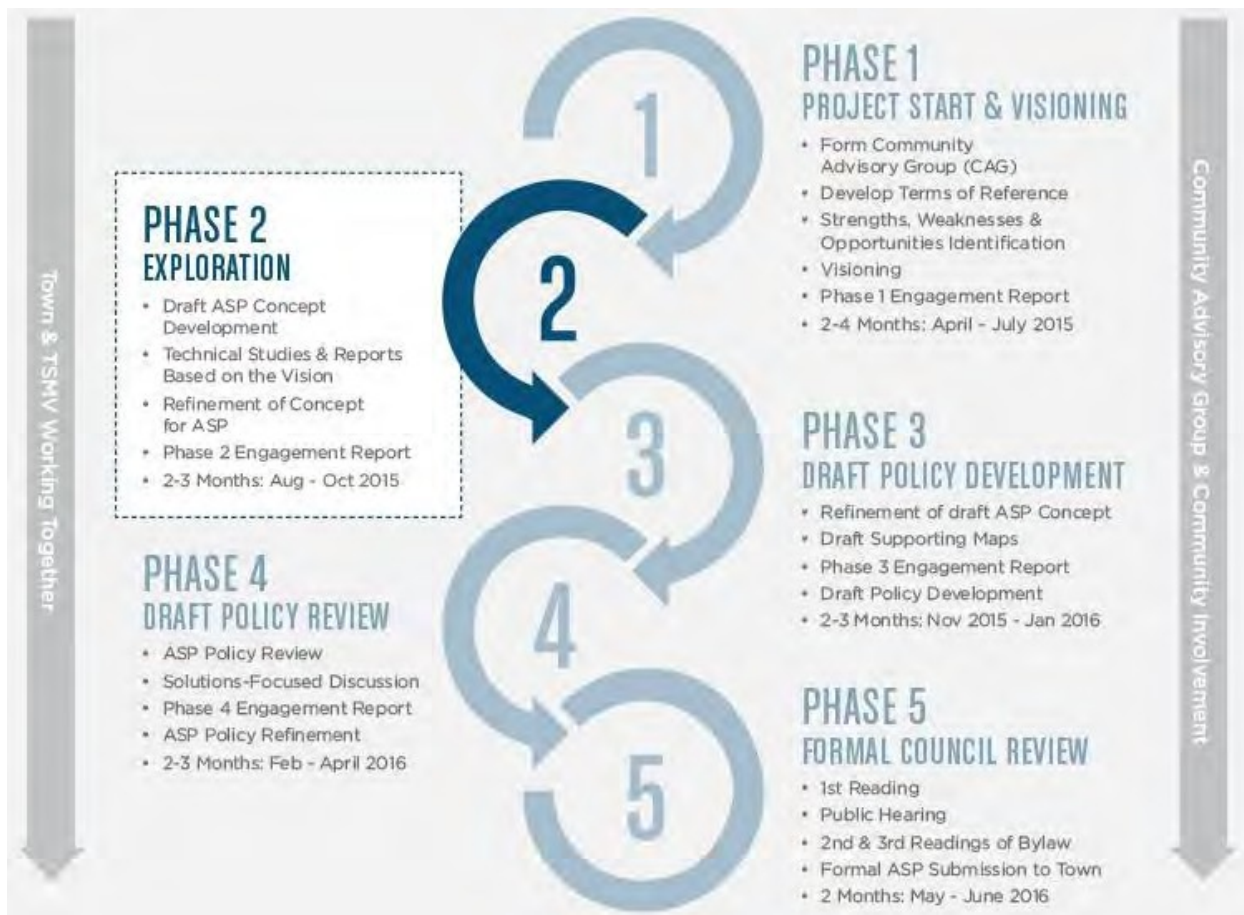 Town & TSMV Working Together
1
PHASE 1
PROJECT START & VISIONING
• Form Community
Advisory Group (CAG)
• Develop Terms of Reference
• Strengths, Weaknesses &
Opportunities Identification
• Visioning
• Phase 1 Engagement Report
• 2-4 Months: April - July 2015
2
PHASE 2
EXPLORATION
• Draft ASP Concept
Development
• Technical Studies & Reports
Based on the Vision
• Refinement of Concept
for ASP
• Phase 2 Engagement Report
• 2-3 Months: Aug - Oct 2015
3
PHASE 3
DRAFT POLICY DEVELOPMENT
• Refinement of draft ASP Concept
• Draft Supporting Maps
• Phase 3 Engagement Report
• Draft Policy Development
• 2-3 Months: Nov 2015 - Jan 2016
4
PHASE 4
DRAFT POLICY REVIEW
• ASP Policy Review
• Solutions-Focused Discussion
• Phase 4 Engagement Report
• ASP Policy Refinement
• 2-3 Months: Feb - April 2016
5
PHASE 5
FORMAL COUNCIL REVIEW
• 1st Reading
• Public Hearing
• 2nd & 3rd Readings of Bylaw
• Formal ASP Submission to Town
• 2 Months: May - June 2016
Community Advisory Group & Community Involvement